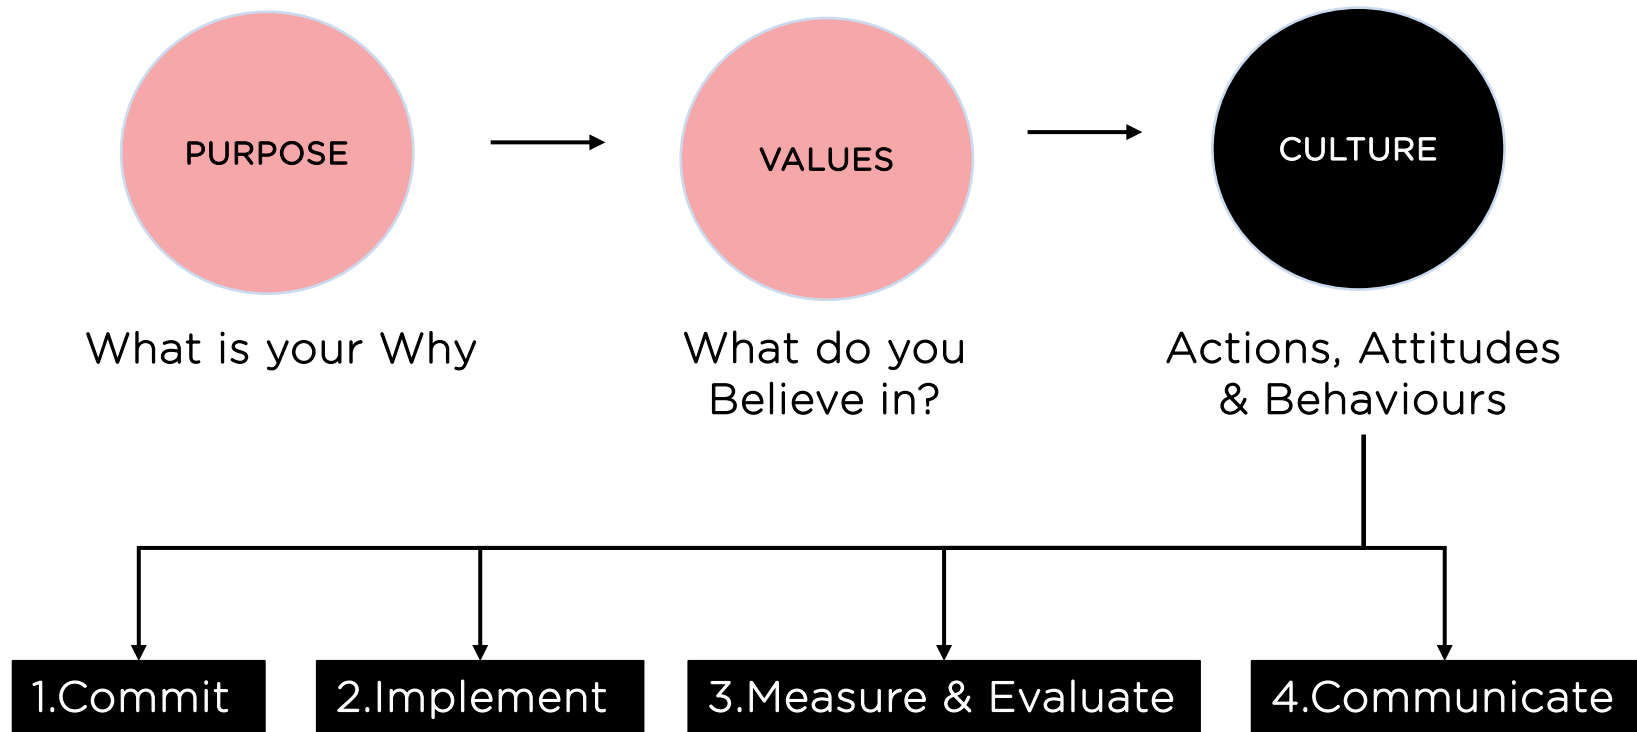 PURPOSE
VALUES
CULTURE
What is your Why
What do you
Believe in?
Actions, Attitudes
& Behaviours
1.Commit
2.Implement
3.Measure & Evaluate
4.Communicate